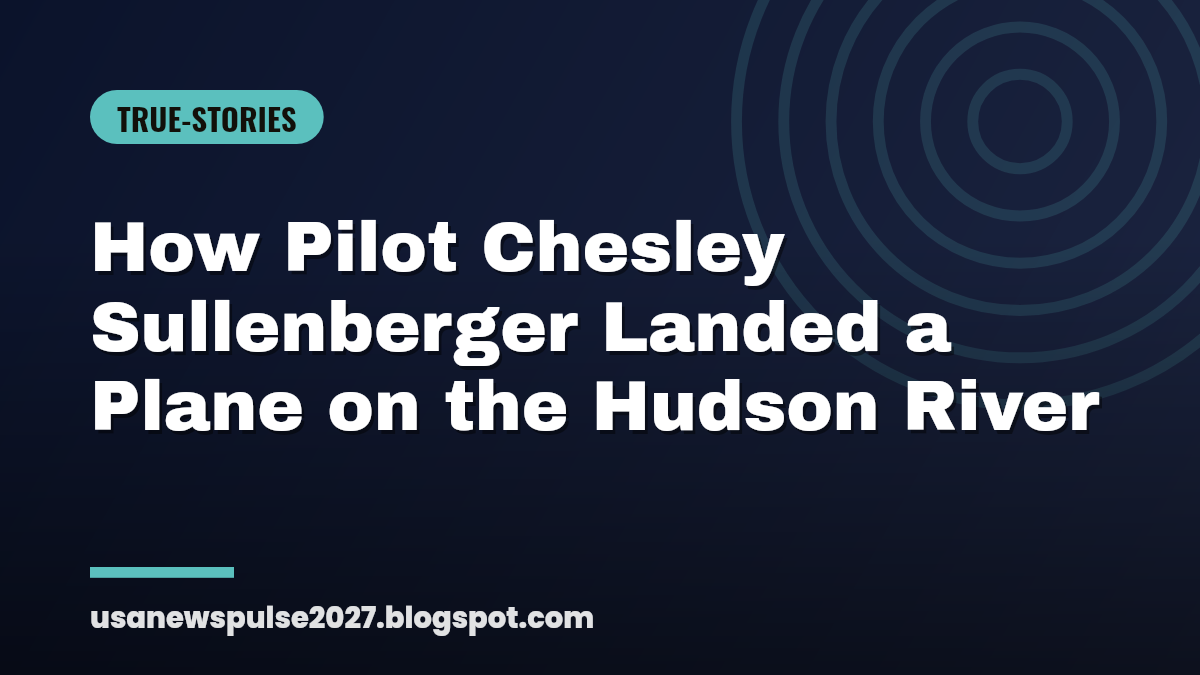 TRUE-STORIES
How Pilot Chesley
Sullenberger Landed a
Plane on the Hudson River
usanewspulse2027.blogspot.com